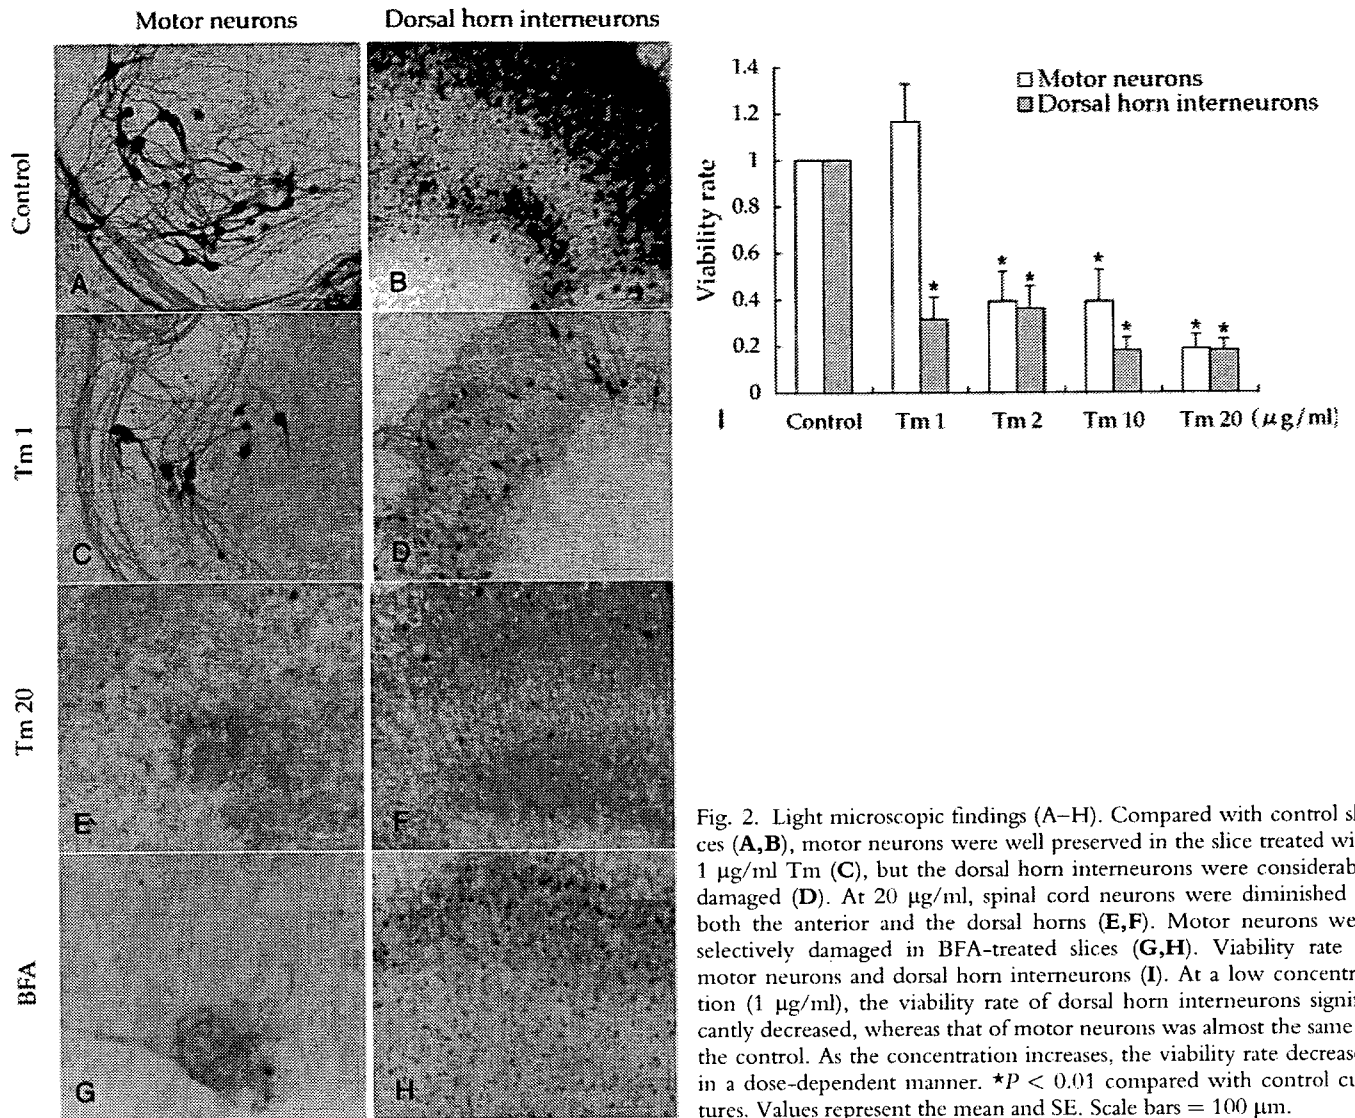 Motor neurons
Dorsal horn interneurons
Control
A
B
Tm 1
C
D
Tm 20
E
F
BFA
G
H
1.4
1.2
1
0.8
0.6
0.4
0.2
0
Viability rate
Motor neurons
Dorsal horn interneurons
*
*
*
*
*
*
*
I
Control
Tm 1
Tm 2
Tm 10
Tm 20 (μg/ml)
Fig. 2. Light microscopic findings (A–H). Compared with control sl
ces (A,B), motor neurons were well preserved in the slice treated wi
1 μg/ml Tm (C), but the dorsal horn interneurons were considerab
damaged (D). At 20 μg/ml, spinal cord neurons were diminished
both the anterior and the dorsal horns (E,F). Motor neurons we
selectively damaged in BFA-treated slices (G,H). Viability rate
motor neurons and dorsal horn interneurons (I). At a low concentr
tion (1 μg/ml), the viability rate of dorsal horn interneurons signi
cantly decreased, whereas that of motor neurons was almost the same
the control. As the concentration increases, the viability rate decrease
in a dose-dependent manner. *P < 0.01 compared with control cu
tures. Values represent the mean and SE. Scale bars = 100 μm.